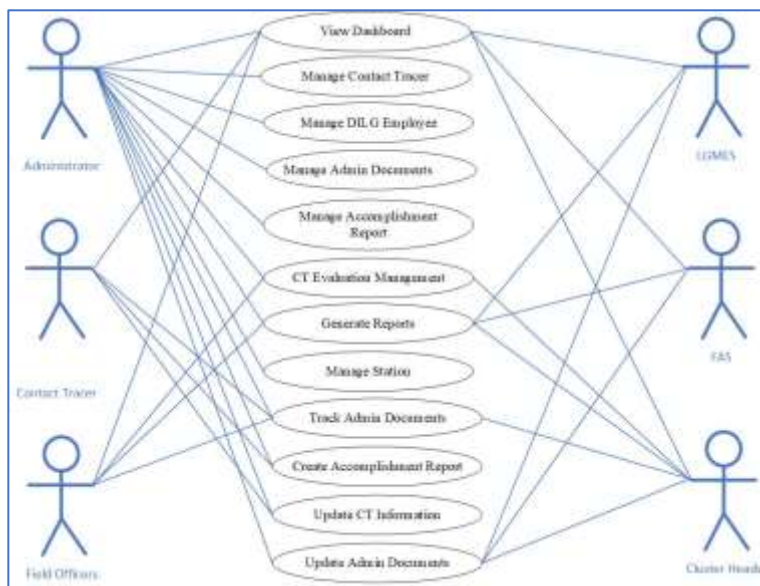 View Dashboard
Manage Contact Tracer
Manage DILG Employee
Manage Admin Documents
Manage Accomplishment
Report
CT Evaluation Management
Generate Reports
Manage Station
Track Admin Documents
Create Accomplishment Report
Update CT Information
Update Admin Documents
Administrator
Contact Tracer
Field Officers
LGMES
FAS
Cluster Heads